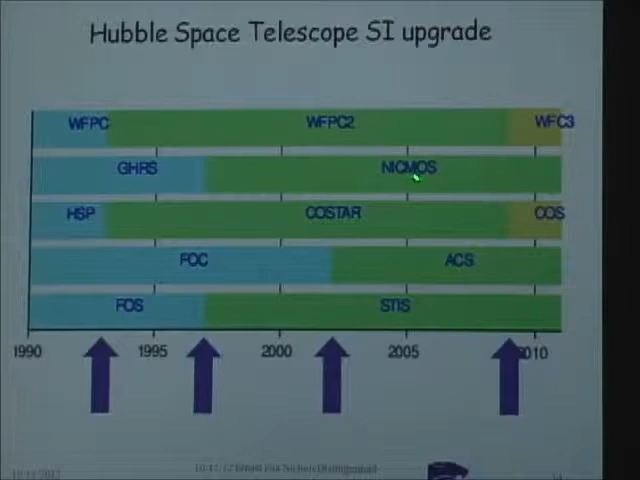 Hubble Space Telescope SI upgrade
WFPC WFPC2 WFC3
GHRS NICMOS
HSP COSTAR COS
FOC ACS
FOS STIS
1990 1995 2000 2005 2010